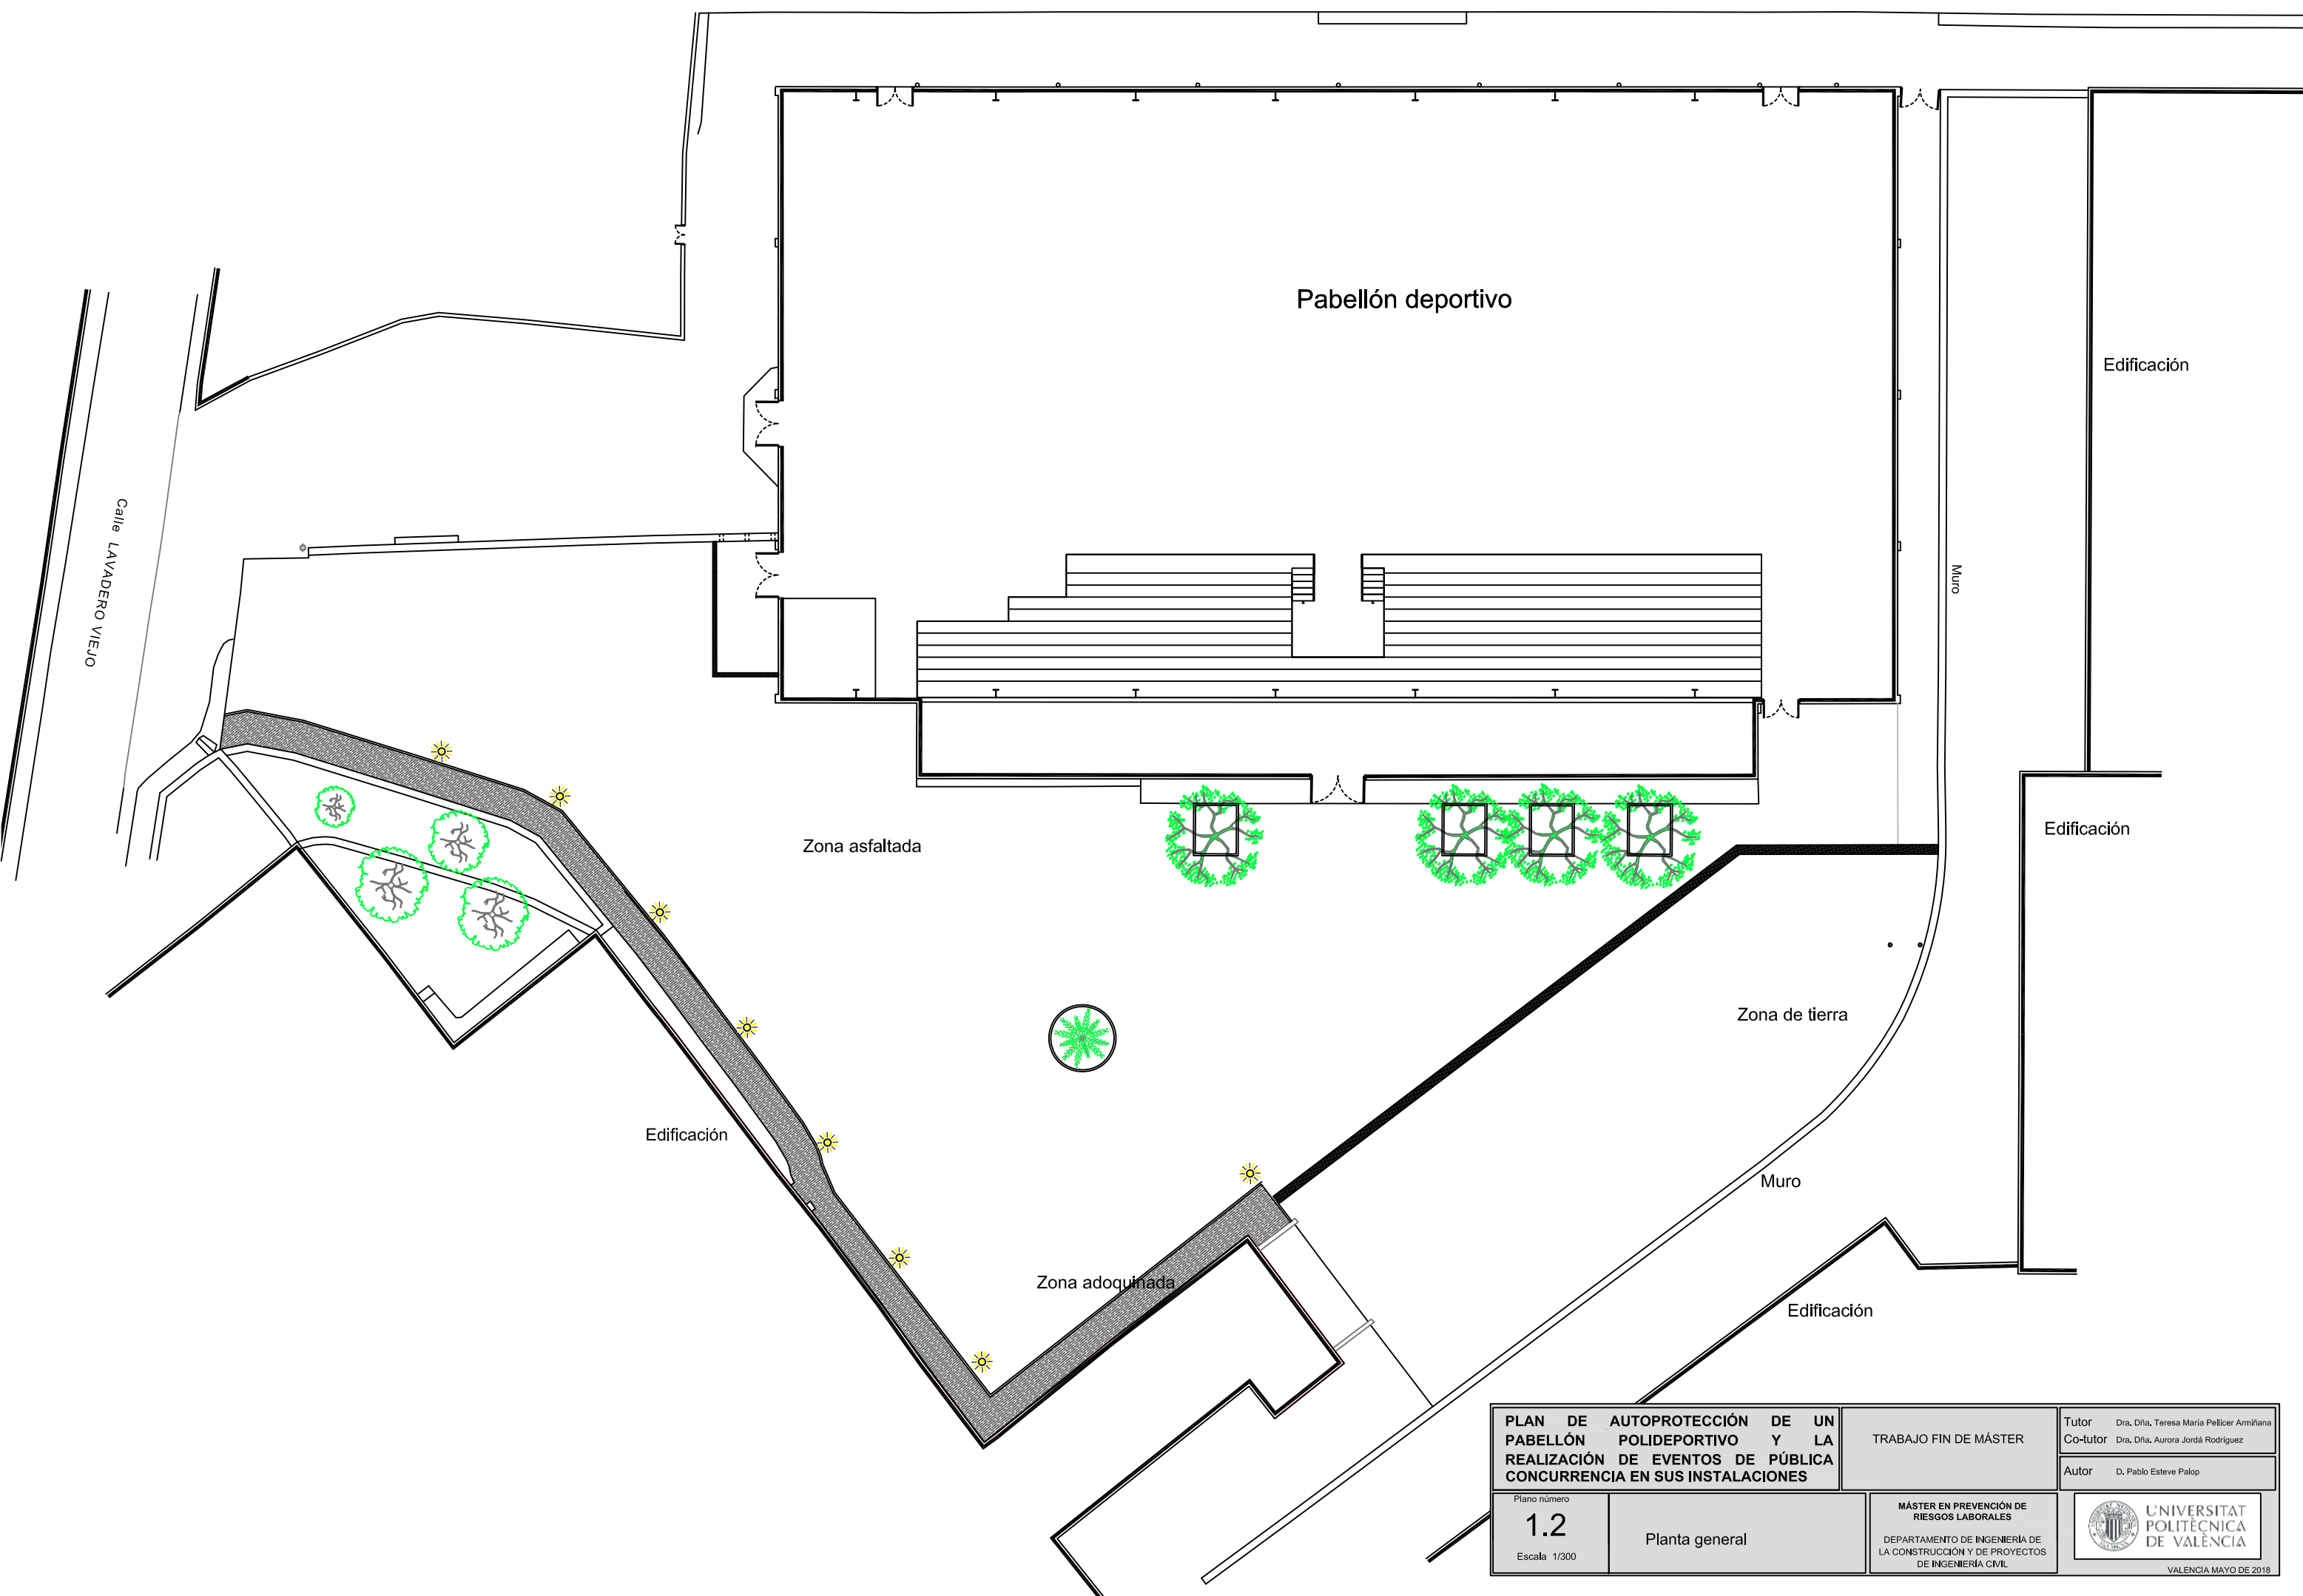 Pabellón deportivo
Edificación
Calle LAVADERO VIEJO
Muro
Zona asfaltada
Edificación
Zona de tierra
Edificación
Muro
Zona adoquinada
Edificación
PLAN DE AUTOPROTECCIÓN DE UN
PABELLÓN POLIDEPORTIVO Y LA
REALIZACIÓN DE EVENTOS DE PÚBLICA
CONCURRENCIA EN SUS INSTALACIONES
TRABAJO FIN DE MÁSTER
Tutor Dra. Dña. Teresa María Pellicer Armiñana
Co-tutor Dra. Dña. Aurora Jordá Rodríguez
Autor D. Pablo Esteve Palop
Plano número
1.2
Escala 1/300
Planta general
MÁSTER EN PREVENCIÓN DE
RIESGOS LABORALES
DEPARTAMENTO DE INGENIERÍA DE
LA CONSTRUCCIÓN Y DE PROYECTOS
DE INGENIERÍA CIVIL
UNIVERSITAT
POLITÈCNICA
DE VALÈNCIA
VALENCIA MAYO DE 2018